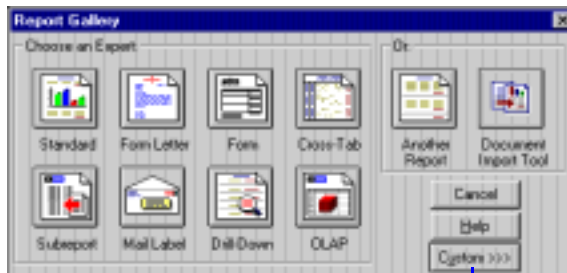 Report Gallery
Choose an Expert
Or
Standard
Form Letter
Form
Cross-Tab
Another Report
Document Import Tool
Subreport
Mail Label
Drill-Down
OLAP
Cancel
Help
Custom >>>